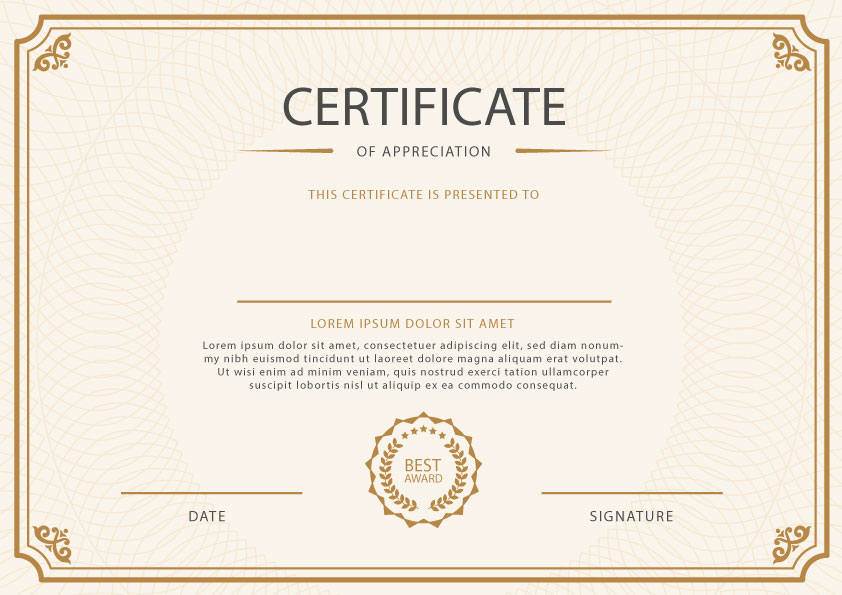 CERTIFICATE
OF APPRECIATION
THIS CERTIFICATE IS PRESENTED TO
LOREM IPSUM DOLOR SIT AMET
Lorem ipsum dolor sit amet, consectetuer adipiscing elit, sed diam nonum-
my nibh euismod tincidunt ut laoreet dolore magna aliquam erat volutpat.
Ut wisi enim ad minim veniam, quis nostrud exerci tation ullamcorper
suscipit lobortis nisl ut aliquip ex ea commodo consequat.
BEST
AWARD
DATE
SIGNATURE